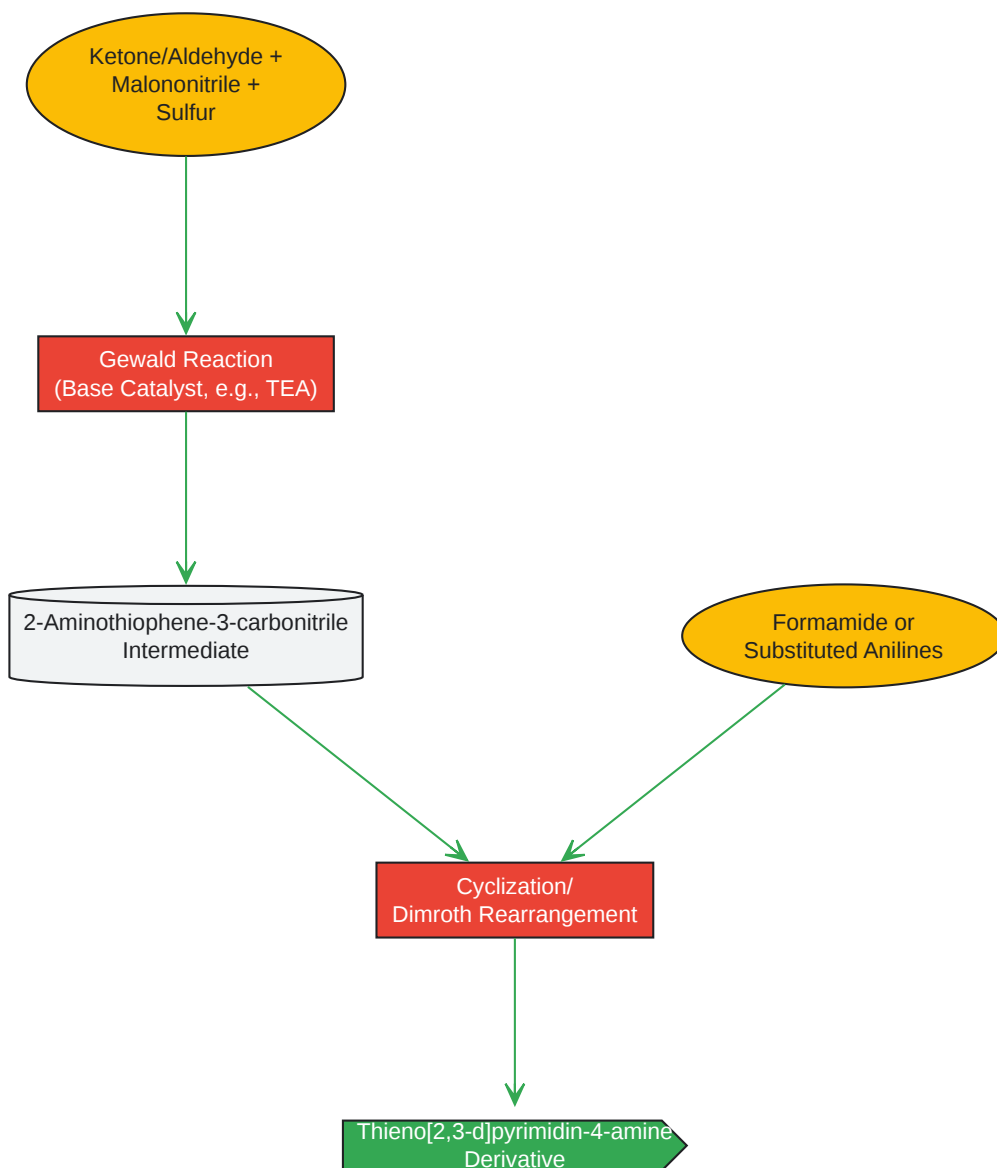 Ketone/Aldehyde +
Malononitrile +
Sulfur
Gewald Reaction
(Base Catalyst, e.g., TEA)
2-Aminothiophene-3-carbonitrile
Intermediate
Formamide or
Substituted Anilines
Cyclization/
Dimroth Rearrangement
Thieno[2,3-d]pyrimidin-4-amine
Derivative